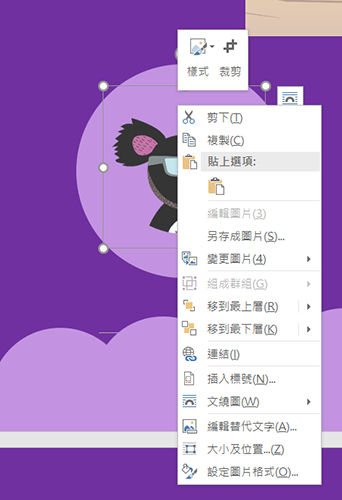 樣式 裁剪
剪下(T)
複製(C)
貼上選項:
編輯圖片(3)
另存成圖片(S)...
變更圖片(4)
組成群組(G)
移到最上層(R)
移到最下層(K)
連結(I)
插入標號(N)...
文繞圖(W)
編輯替代文字(A)...
大小及位置...(Z)
設定圖片格式(O)...